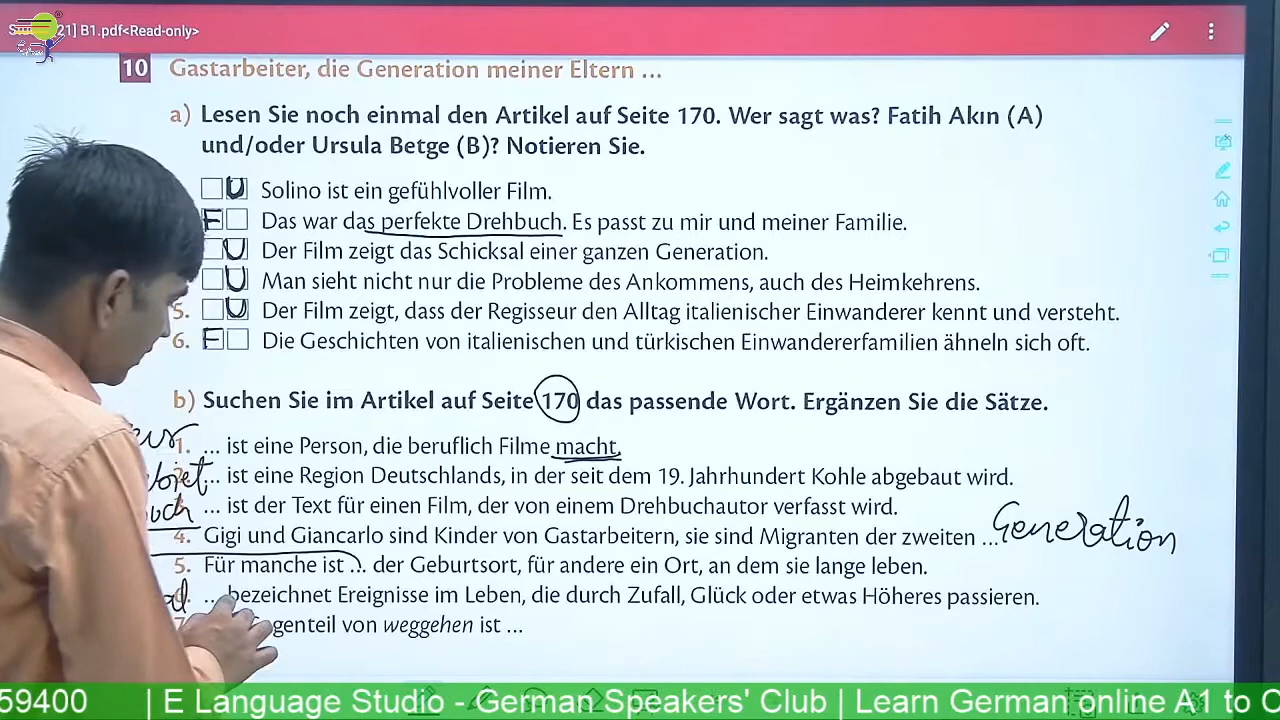 21] B1.pdf<Read-only>
10 Gastarbeiter, die Generation meiner Eltern ...
a) Lesen Sie noch einmal den Artikel auf Seite 170. Wer sagt was? Fatih Akın (A)
und/oder Ursula Betge (B)? Notieren Sie.
U Solino ist ein gefühlvoller Film.
F Das war das perfekte Drehbuch. Es passt zu mir und meiner Familie.
U Der Film zeigt das Schicksal einer ganzen Generation.
U Man sieht nicht nur die Probleme des Ankommens, auch des Heimkehrens.
5. U Der Film zeigt, dass der Regisseur den Alltag italienischer Einwanderer kennt und versteht.
6. F Die Geschichten von italienischen und türkischen Einwandererfamilien ähneln sich oft.
b) Suchen Sie im Artikel auf Seite 170 das passende Wort. Ergänzen Sie die Sätze.
1. ... ist eine Person, die beruflich Filme macht.
... ist eine Region Deutschlands, in der seit dem 19. Jahrhundert Kohle abgebaut wird.
... ist der Text für einen Film, der von einem Drehbuchautor verfasst wird.
4. Gigi und Giancarlo sind Kinder von Gastarbeitern, sie sind Migranten der zweiten ... Generation
5. Für manche ist ... der Geburtsort, für andere ein Ort, an dem sie lange leben.
... bezeichnet Ereignisse im Leben, die durch Zufall, Glück oder etwas Höheres passieren.
genteil von weggehen ist ...
59400 | E Language Studio - German Speakers' Club | Learn German online A1 to C